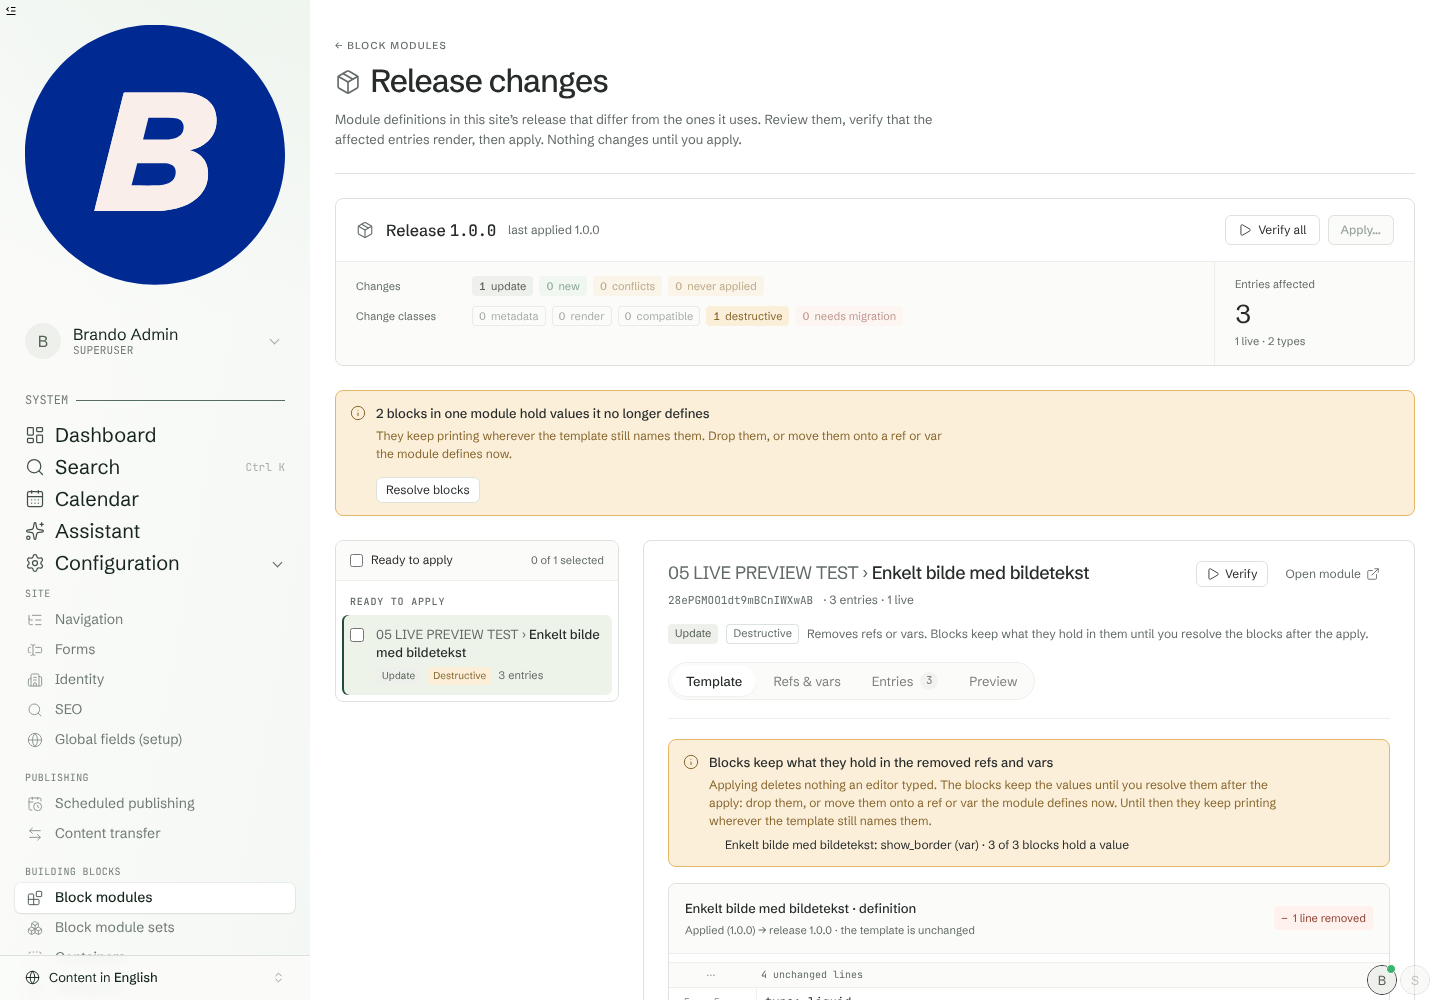 B
B
Brando Admin
SUPERUSER
SYSTEM
Dashboard
Search
Ctrl K
Calendar
Assistant
Configuration
SITE
Navigation
Forms
Identity
SEO
Global fields (setup)
PUBLISHING
Scheduled publishing
Content transfer
BUILDING BLOCKS
Block modules
Block module sets
Content in English
← BLOCK MODULES
Release changes
Module definitions in this site's release that differ from the ones it uses. Review them, verify that the
affected entries render, then apply. Nothing changes until you apply.
Release 1.0.0 last applied 1.0.0
Verify all
Apply...
Changes
1 update
0 new
0 conflicts
0 never applied
Change classes
0 metadata
0 render
0 compatible
1 destructive
0 needs migration
Entries affected
3
1 live · 2 types
2 blocks in one module hold values it no longer defines
They keep printing wherever the template still names them. Drop them, or move them onto a ref or var
the module defines now.
Resolve blocks
Ready to apply
0 of 1 selected
READY TO APPLY
05 LIVE PREVIEW TEST › Enkelt bilde
med bildetekst
Update
Destructive
3 entries
05 LIVE PREVIEW TEST › Enkelt bilde med bildetekst
Verify
Open module
28ePGMOO1dt9mBCnIWXwAB · 3 entries · 1 live
Update
Destructive
Removes refs or vars. Blocks keep what they hold in them until you resolve the blocks after the apply.
Template
Refs & vars
Entries 3
Preview
Blocks keep what they hold in the removed refs and vars
Applying deletes nothing an editor typed. The blocks keep the values until you resolve them after the
apply: drop them, or move them onto a ref or var the module defines now. Until then they keep printing
wherever the template still names them.
Enkelt bilde med bildetekst: show_border (var) · 3 of 3 blocks hold a value
Enkelt bilde med bildetekst · definition
Applied (1.0.0) → release 1.0.0 · the template is unchanged
− 1 line removed
... 4 unchanged lines
B
S